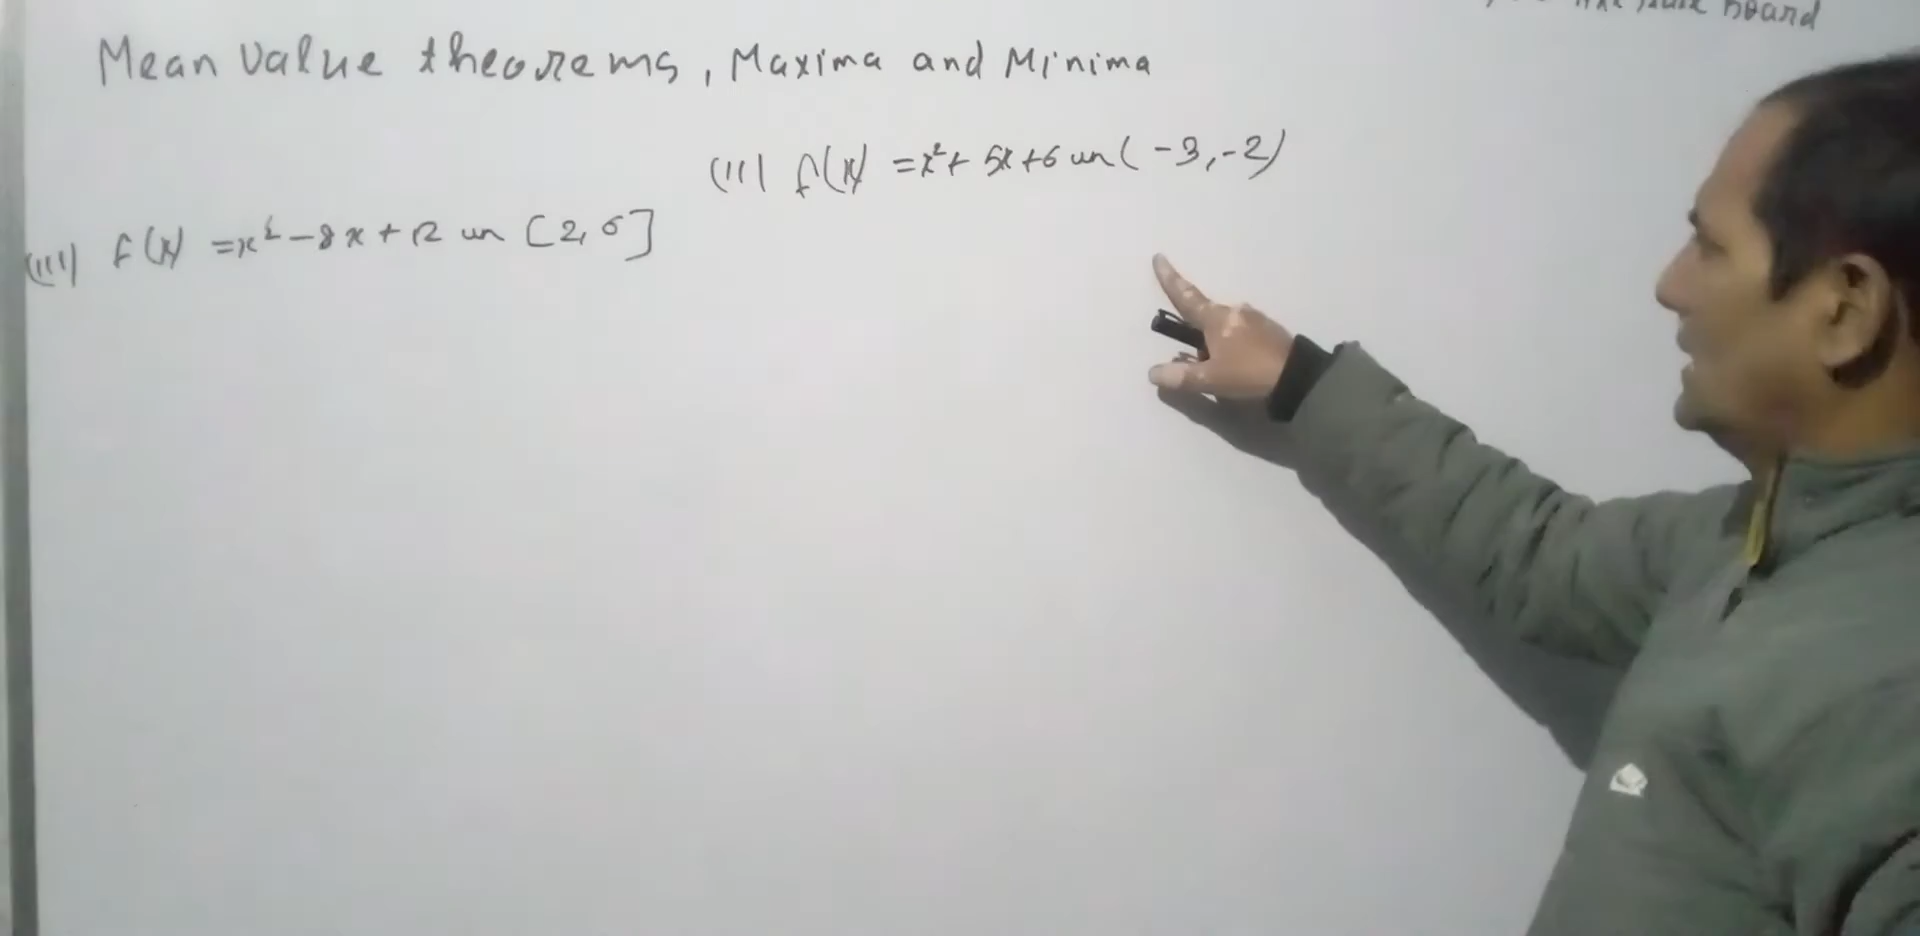 board
Mean value theorems, Maxima and Minima
(ii) f(x) = x² + 5x + 6 in (-3, -2)
(iii) f(x) = x² - 8x + 12 in [2, 6]